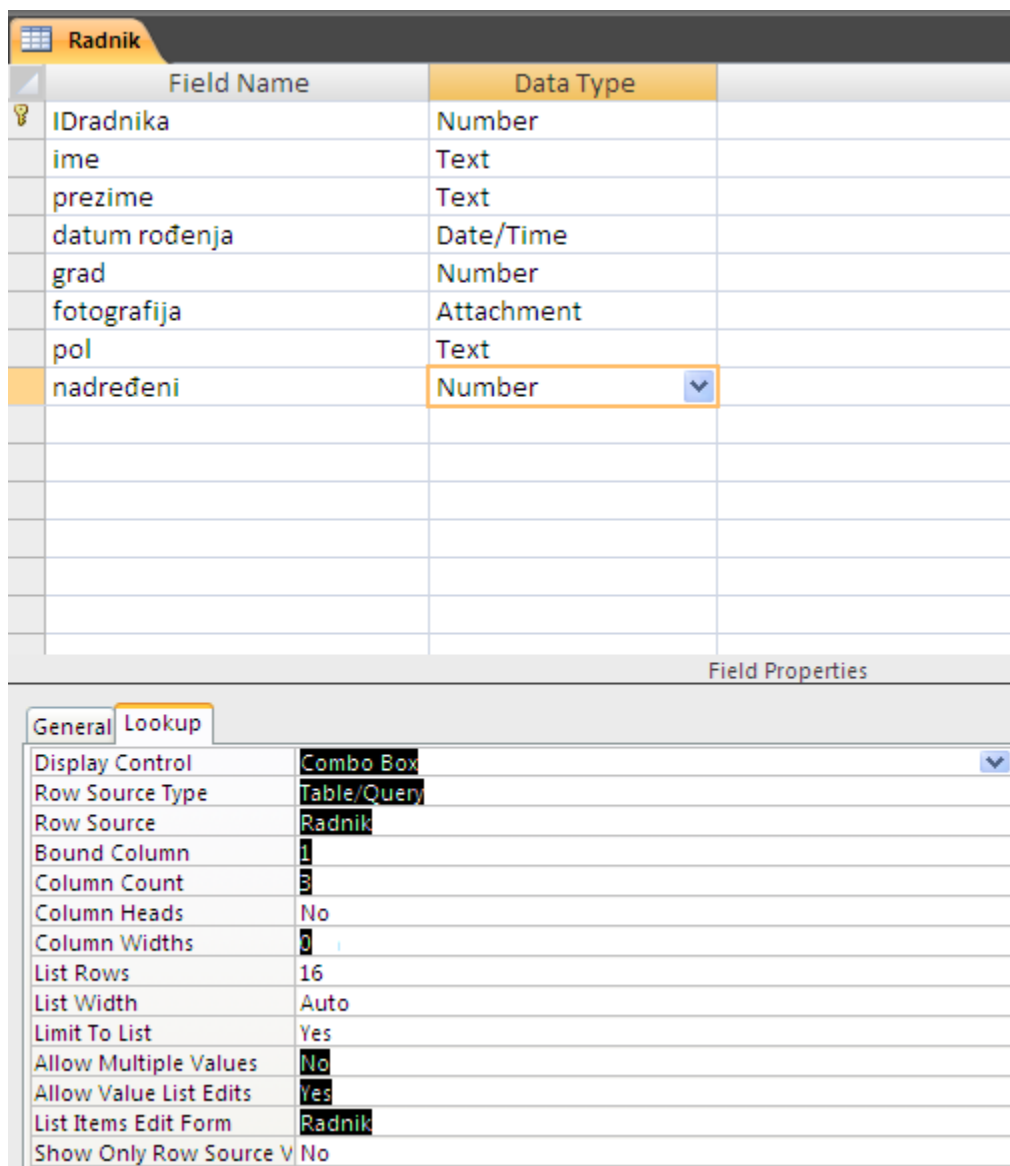 Radnik
Field Name Data Type
IDradnika Number
ime Text
prezime Text
datum rođenja Date/Time
grad Number
fotografija Attachment
pol Text
nadređeni Number
Field Properties
General Lookup
Display Control Combo Box
Row Source Type Table/Query
Row Source Radnik
Bound Column 1
Column Count 3
Column Heads No
Column Widths 0
List Rows 16
List Width Auto
Limit To List Yes
Allow Multiple Values No
Allow Value List Edits Yes
List Items Edit Form Radnik
Show Only Row Source V No